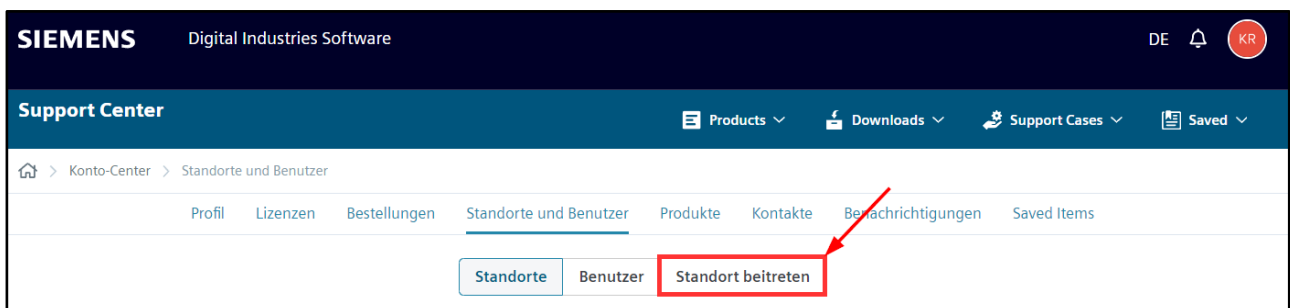 SIEMENS Digital Industries Software DE KR
Support Center Products Downloads Support Cases Saved
> Konto-Center > Standorte und Benutzer
Profil Lizenzen Bestellungen Standorte und Benutzer Produkte Kontakte Benachrichtigungen Saved Items
Standorte Benutzer Standort beitreten